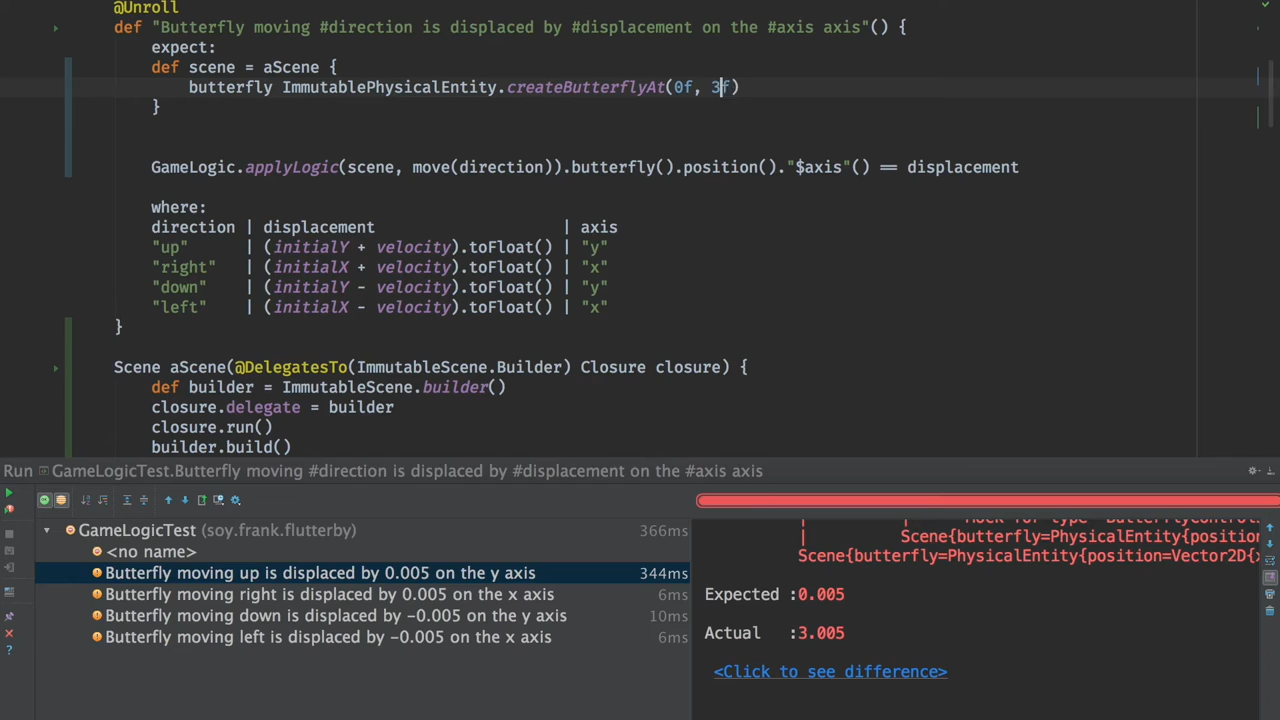 @Unroll
def "Butterfly moving #direction is displaced by #displacement on the #axis axis"() {
expect:
def scene = aScene {
butterfly ImmutablePhysicalEntity.createButterflyAt(0f, 3f)
}
GameLogic.applyLogic(scene, move(direction)).butterfly().position()."$axis"() == displacement
where:
direction | displacement | axis
"up" | (initialY + velocity).toFloat() | "y"
"right" | (initialX + velocity).toFloat() | "x"
"down" | (initialY - velocity).toFloat() | "y"
"left" | (initialX - velocity).toFloat() | "x"
}
Scene aScene(@DelegatesTo(ImmutableScene.Builder) Closure closure) {
def builder = ImmutableScene.builder()
closure.delegate = builder
closure.run()
builder.build()
Run GameLogicTest.Butterfly moving #direction is displaced by #displacement on the #axis axis
GameLogicTest (soy.frank.flutterby) 366ms
<no name>
Butterfly moving up is displaced by 0.005 on the y axis 344ms
Butterfly moving right is displaced by 0.005 on the x axis 6ms
Butterfly moving down is displaced by -0.005 on the y axis 10ms
Butterfly moving left is displaced by -0.005 on the x axis 6ms
| | Mock for type 'ButterflyControls
| Scene{butterfly=PhysicalEntity{position
Scene{butterfly=PhysicalEntity{position=Vector2D{x
Expected :0.005
Actual :3.005
<Click to see difference>